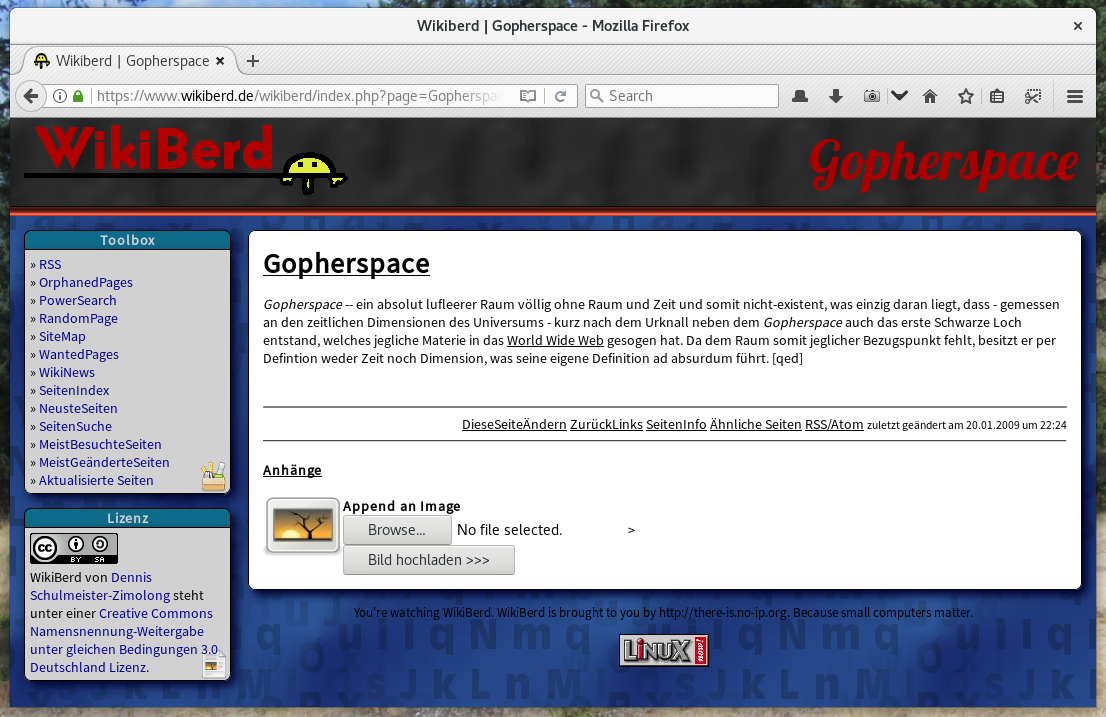 Wikiberd | Gopherspace - Mozilla Firefox
Wikiberd | Gopherspace
https://www.wikiberd.de/wikiberd/index.php?page=Gopherspa
Search
WikiBerd
Gopherspace
Toolbox
» RSS
» OrphanedPages
» PowerSearch
» RandomPage
» SiteMap
» WantedPages
» WikiNews
» SeitenIndex
» NeusteSeiten
» SeitenSuche
» MeistBesuchteSeiten
» MeistGeänderteSeiten
» Aktualisierte Seiten
Lizenz
cc BY SA
WikiBerd von Dennis
Schulmeister-Zimolong steht
unter einer Creative Commons
Namensnennung-Weitergabe
unter gleichen Bedingungen 3.0
Deutschland Lizenz.
Gopherspace
Gopherspace -- ein absolut lufleerer Raum völlig ohne Raum und Zeit und somit nicht-existent, was einzig daran liegt, dass - gemessen
an den zeitlichen Dimensionen des Universums - kurz nach dem Urknall neben dem Gopherspace auch das erste Schwarze Loch
entstand, welches jegliche Materie in das World Wide Web gesogen hat. Da dem Raum somit jeglicher Bezugspunkt fehlt, besitzt er per
Defintion weder Zeit noch Dimension, was seine eigene Definition ad absurdum führt. [qed]
DieseSeiteÄndern ZurückLinks SeitenInfo Ähnliche Seiten RSS/Atom zuletzt geändert am 20.01.2009 um 22:24
Anhänge
Append an Image
Browse... No file selected. >
Bild hochladen >>>
You're watching WikiBerd. WikiBerd is brought to you by http://there-is.no-ip.org. Because small computers matter.
LinuX now!